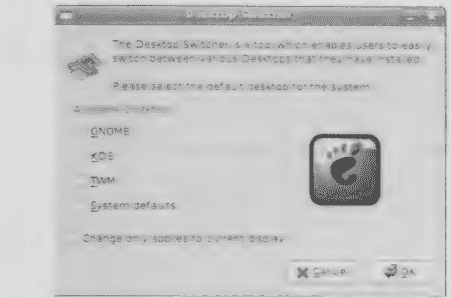 Desktop Switcher
The Desktop Switcher is a tool which enables users to easily
switch between various Desktops that they have installed.
Please select the default desktop for the system.
Available Desktops
GNOME
KDE
TWM
System defaults
Change only applies to current display
Cancel
OK